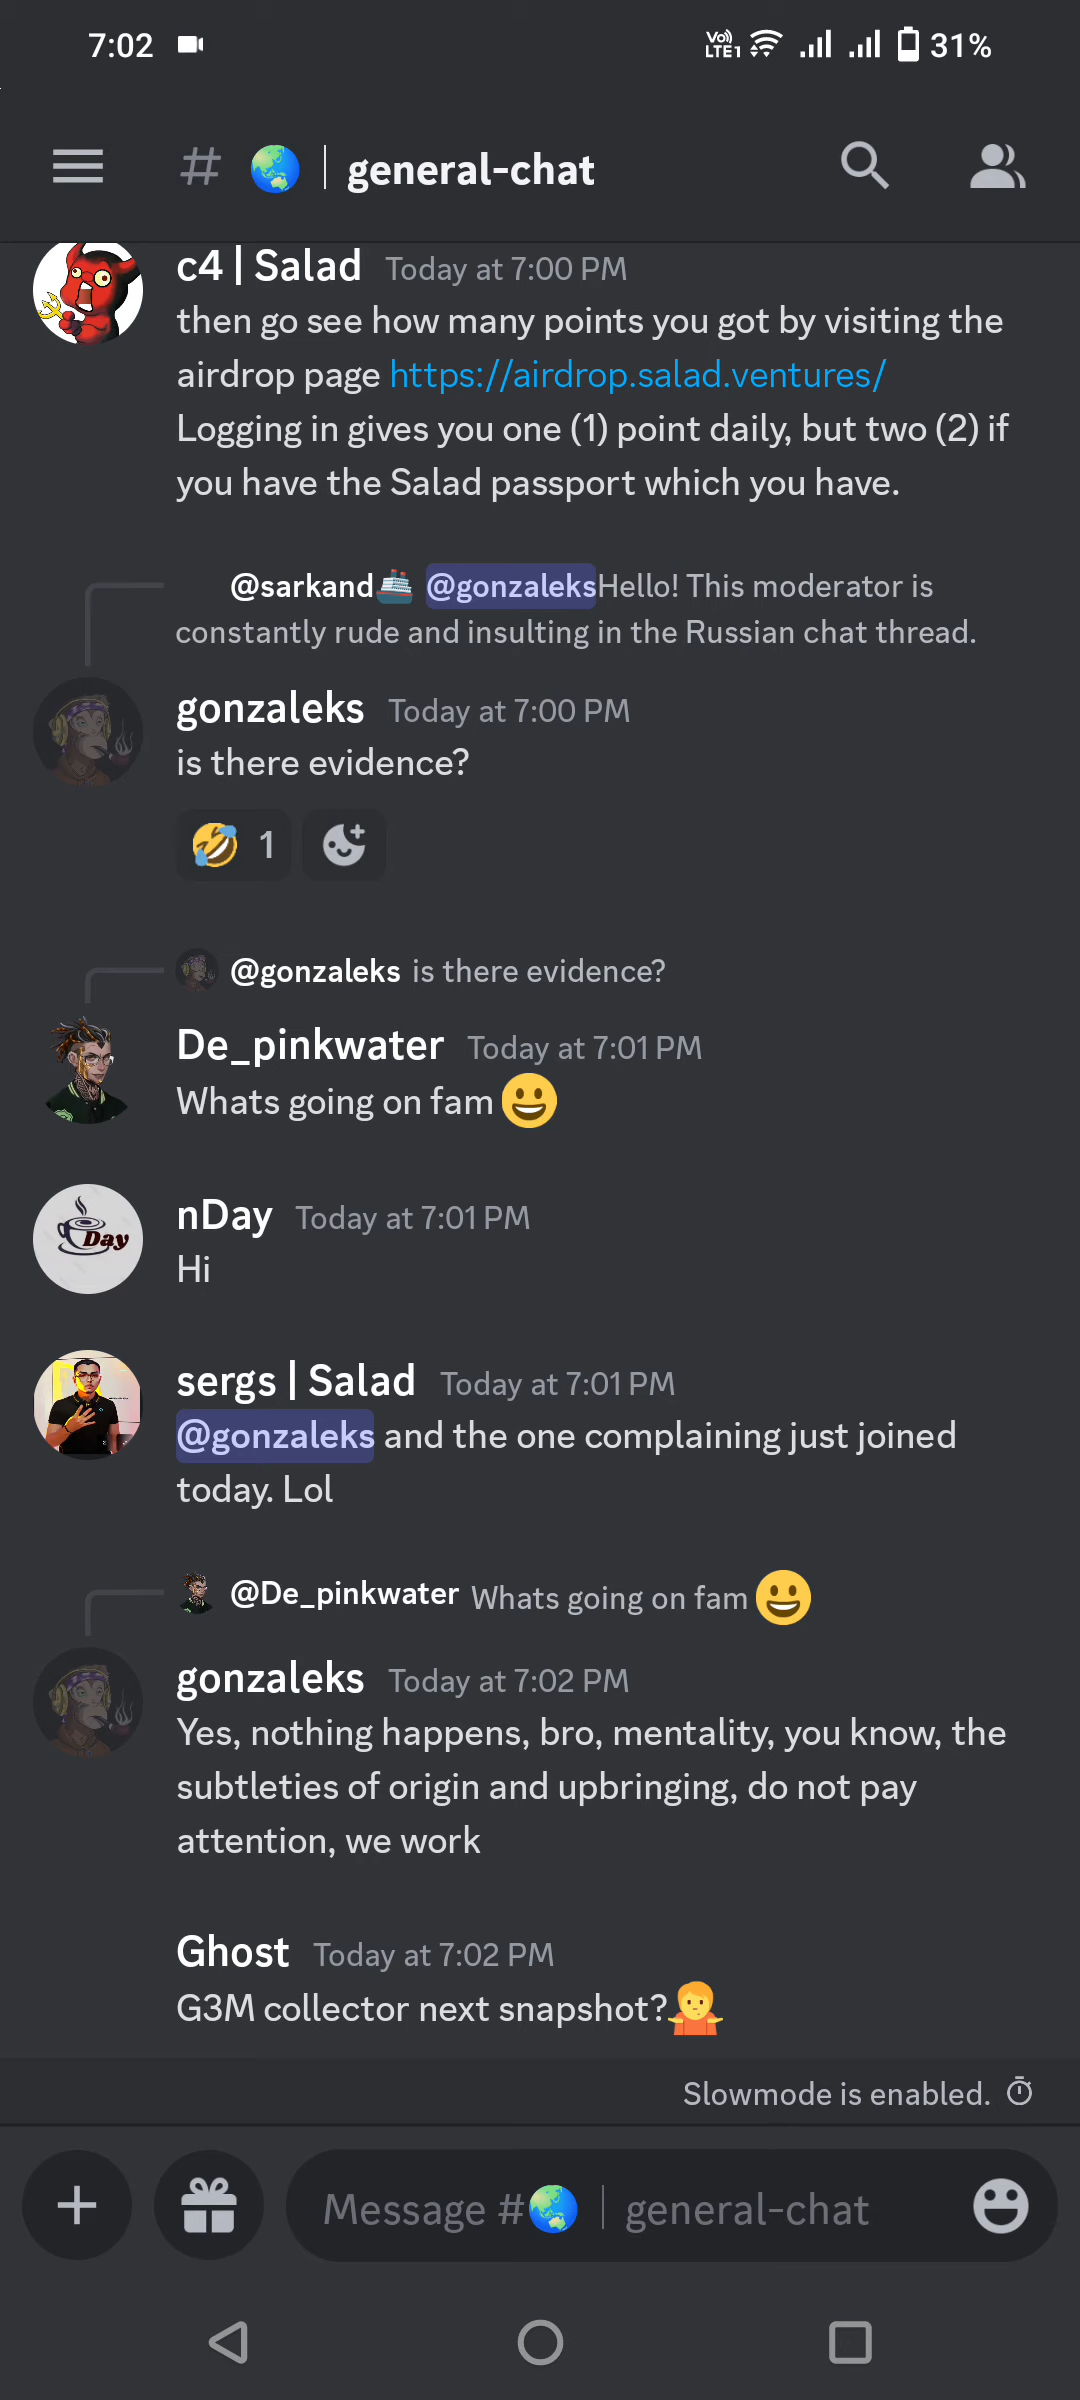 7:02 Vo)) LTE1 31%
# | general-chat
c4 | Salad Today at 7:00 PM
then go see how many points you got by visiting the
airdrop page https://airdrop.salad.ventures/
Logging in gives you one (1) point daily, but two (2) if
you have the Salad passport which you have.
@sarkand🚢 @gonzaleksHello! This moderator is
constantly rude and insulting in the Russian chat thread.
gonzaleks Today at 7:00 PM
is there evidence?
🤣 1
@gonzaleks is there evidence?
De_pinkwater Today at 7:01 PM
Whats going on fam 😃
Day
nDay Today at 7:01 PM
Hi
sergs | Salad Today at 7:01 PM
@gonzaleks and the one complaining just joined
today. Lol
@De_pinkwater Whats going on fam 😃
gonzaleks Today at 7:02 PM
Yes, nothing happens, bro, mentality, you know, the
subtleties of origin and upbringing, do not pay
attention, we work
Ghost Today at 7:02 PM
G3M collector next snapshot?🤷
Slowmode is enabled.
Message #🌏 | general-chat